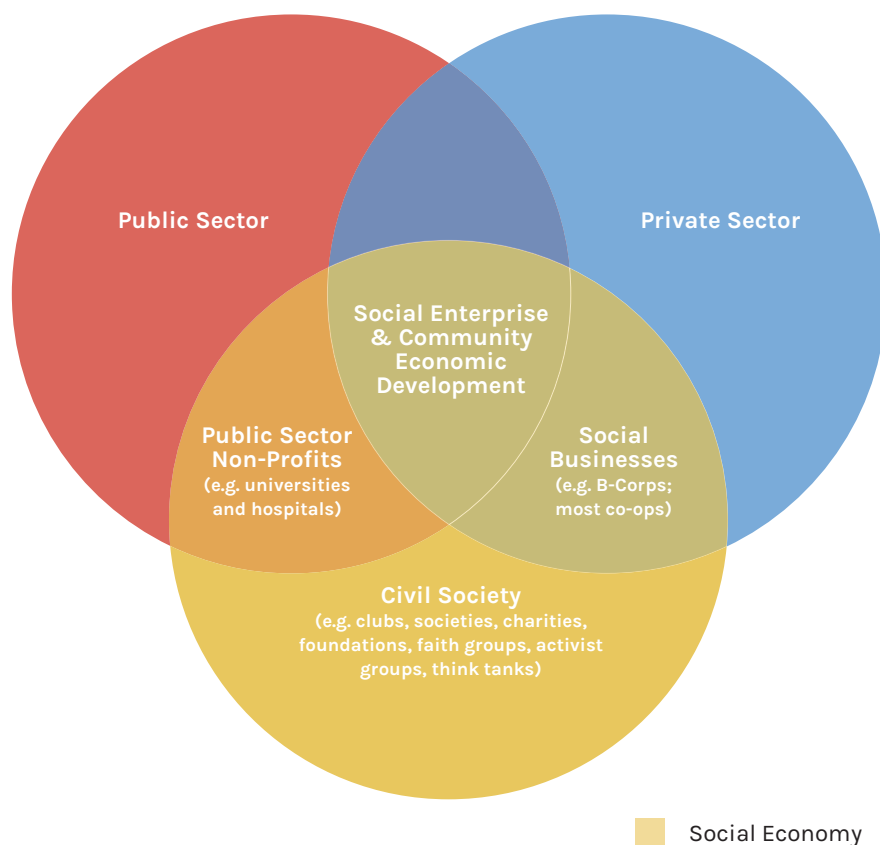 Public Sector
Private Sector
Social Enterprise
& Community
Economic
Development
Public Sector
Non-Profits
(e.g. universities
and hospitals)
Social
Businesses
(e.g. B-Corps;
most co-ops)
Civil Society
(e.g. clubs, societies, charities,
foundations, faith groups, activist
groups, think tanks)
Social Economy